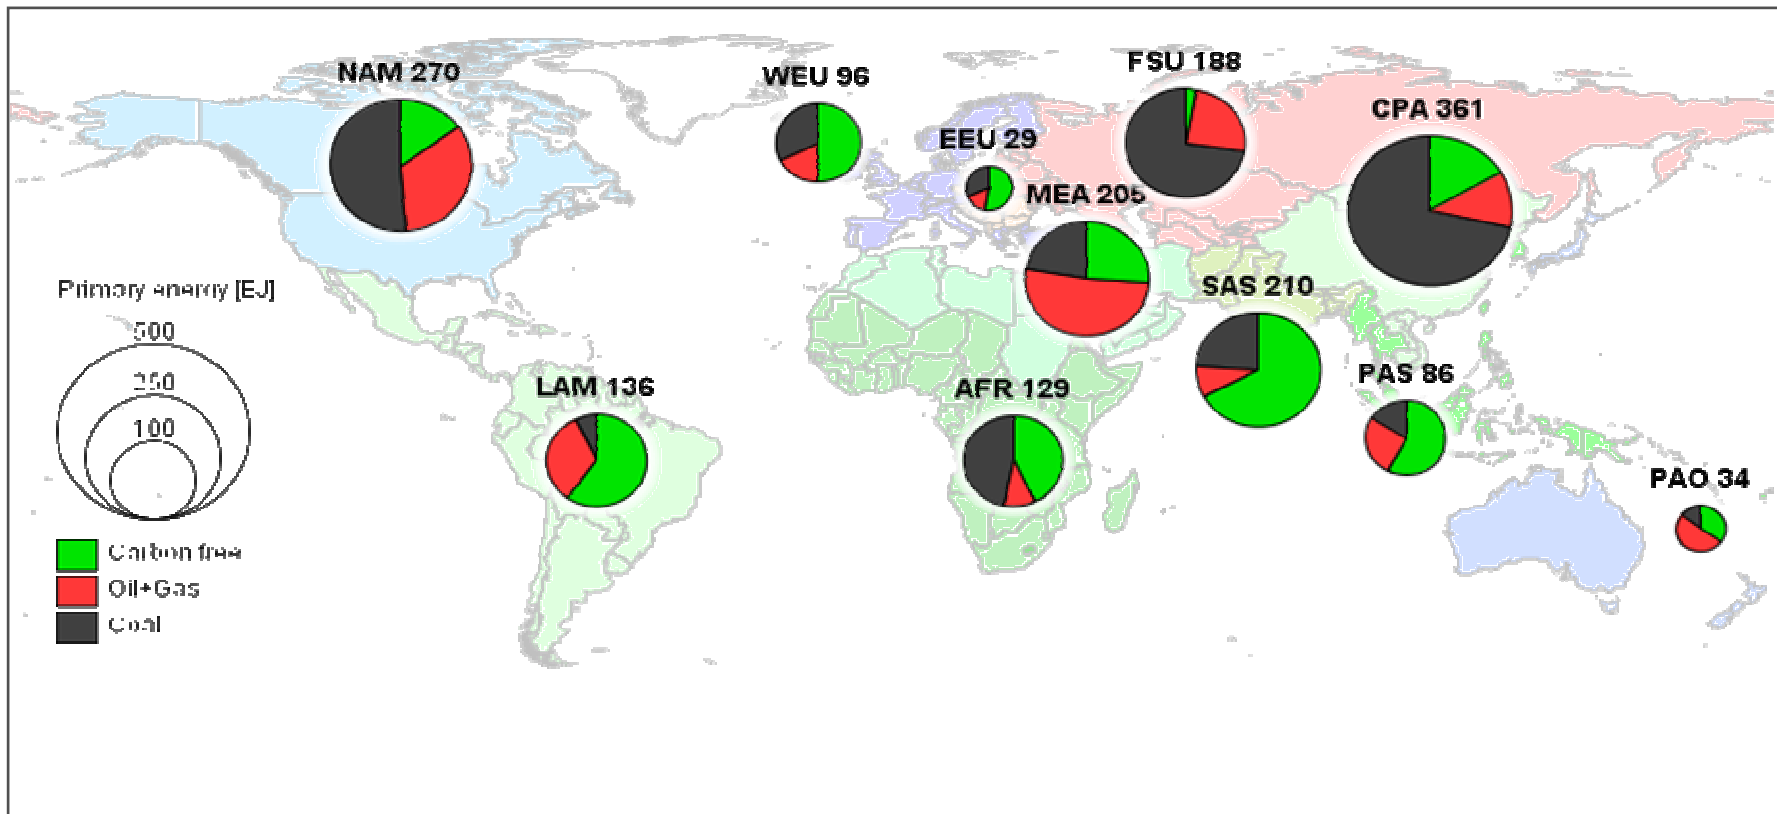 NAM 270
WEU 96
FSU 188
EEU 29
CPA 361
MEA 205
SAS 210
Primary energy [EJ]
500
250
100
LAM 136
AFR 129
PAS 86
PAO 34
Carbon free
Oil+Gas
Coal